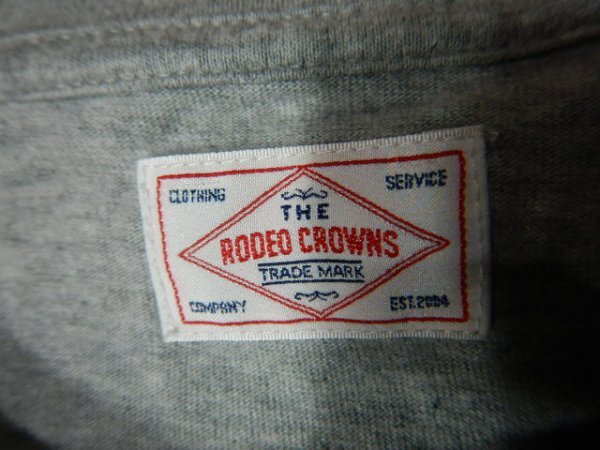 CLOTHING
SERVICE
THE
RODEO CROWNS
TRADE MARK
COMPANY
EST.2004